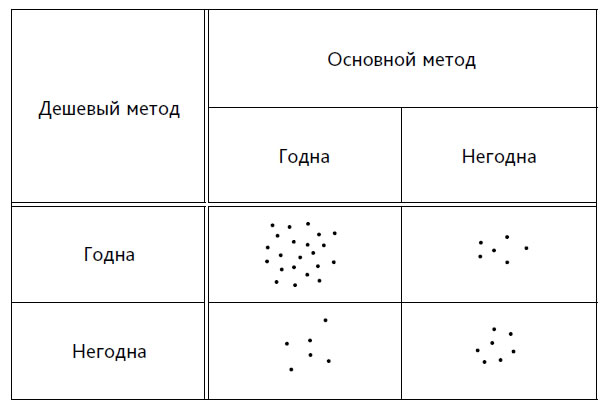 Основной метод
Дешевый метод
Годна
Негодна
Годна
Негодна